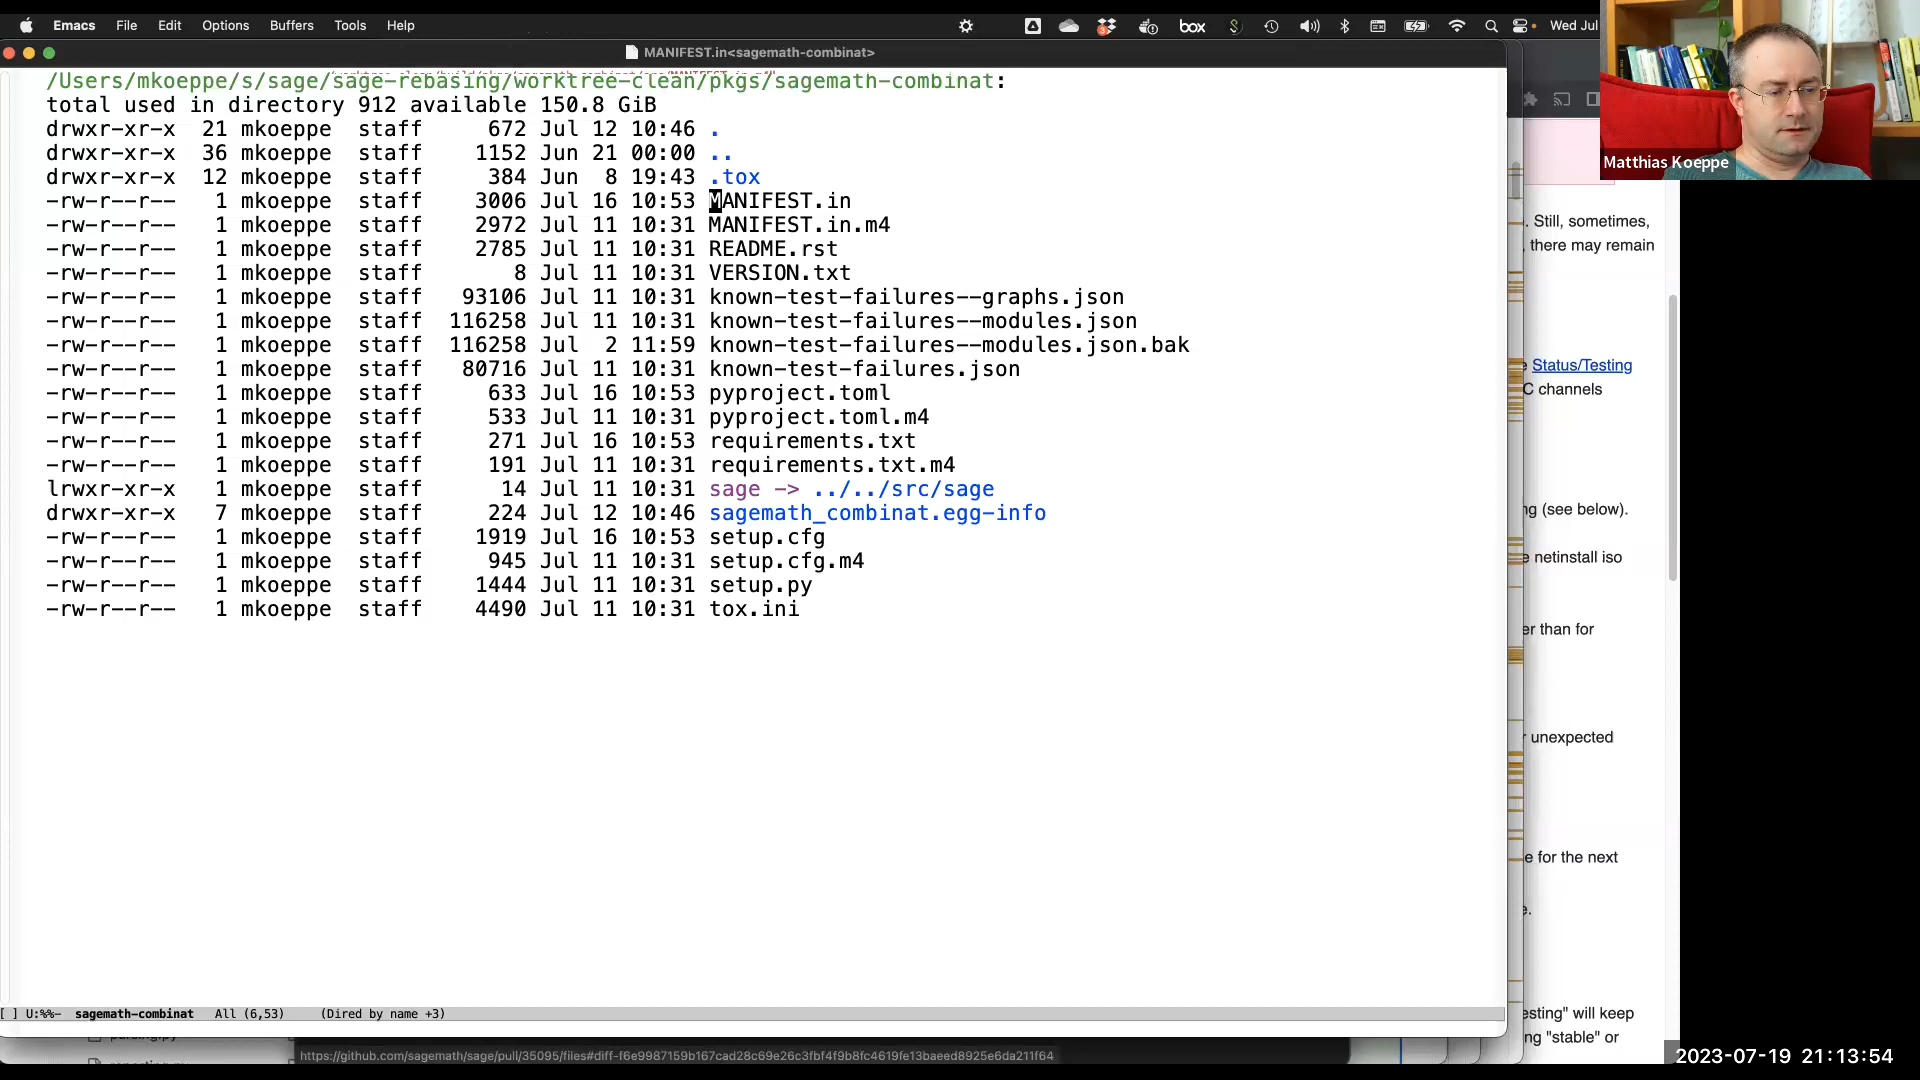 Emacs File Edit Options Buffers Tools Help
box
Wed Jul
MANIFEST.in<sagemath-combinat>
/Users/mkoeppe/s/sage/sage-rebasing/worktree-clean/pkgs/sagemath-combinat:
total used in directory 912 available 150.8 GiB
drwxr-xr-x 21 mkoeppe staff 672 Jul 12 10:46 .
drwxr-xr-x 36 mkoeppe staff 1152 Jun 21 00:00 ..
drwxr-xr-x 12 mkoeppe staff 384 Jun 8 19:43 .tox
-rw-r--r-- 1 mkoeppe staff 3006 Jul 16 10:53 MANIFEST.in
-rw-r--r-- 1 mkoeppe staff 2972 Jul 11 10:31 MANIFEST.in.m4
-rw-r--r-- 1 mkoeppe staff 2785 Jul 11 10:31 README.rst
-rw-r--r-- 1 mkoeppe staff 8 Jul 11 10:31 VERSION.txt
-rw-r--r-- 1 mkoeppe staff 93106 Jul 11 10:31 known-test-failures--graphs.json
-rw-r--r-- 1 mkoeppe staff 116258 Jul 11 10:31 known-test-failures--modules.json
-rw-r--r-- 1 mkoeppe staff 116258 Jul 2 11:59 known-test-failures--modules.json.bak
-rw-r--r-- 1 mkoeppe staff 80716 Jul 11 10:31 known-test-failures.json
-rw-r--r-- 1 mkoeppe staff 633 Jul 16 10:53 pyproject.toml
-rw-r--r-- 1 mkoeppe staff 533 Jul 11 10:31 pyproject.toml.m4
-rw-r--r-- 1 mkoeppe staff 271 Jul 16 10:53 requirements.txt
-rw-r--r-- 1 mkoeppe staff 191 Jul 11 10:31 requirements.txt.m4
lrwxr-xr-x 1 mkoeppe staff 14 Jul 11 10:31 sage -> ../../src/sage
drwxr-xr-x 7 mkoeppe staff 224 Jul 12 10:46 sagemath_combinat.egg-info
-rw-r--r-- 1 mkoeppe staff 1919 Jul 16 10:53 setup.cfg
-rw-r--r-- 1 mkoeppe staff 945 Jul 11 10:31 setup.cfg.m4
-rw-r--r-- 1 mkoeppe staff 1444 Jul 11 10:31 setup.py
-rw-r--r-- 1 mkoeppe staff 4490 Jul 11 10:31 tox.ini
[ ] U:%%- sagemath-combinat All (6,53) (Dired by name +3)
https://github.com/sagemath/sage/pull/35095/files#diff-f6e9987159b167cad28c69e26c3fbf4f9b8fc4619fe13baeed8925e6da211f64
Matthias Koeppe
. Still, sometimes,
, there may remain
Status/Testing
C channels
ng (see below).
e netinstall iso
er than for
r unexpected
e for the next
e.
esting" will keep
ng "stable" or
2023-07-19 21:13:54